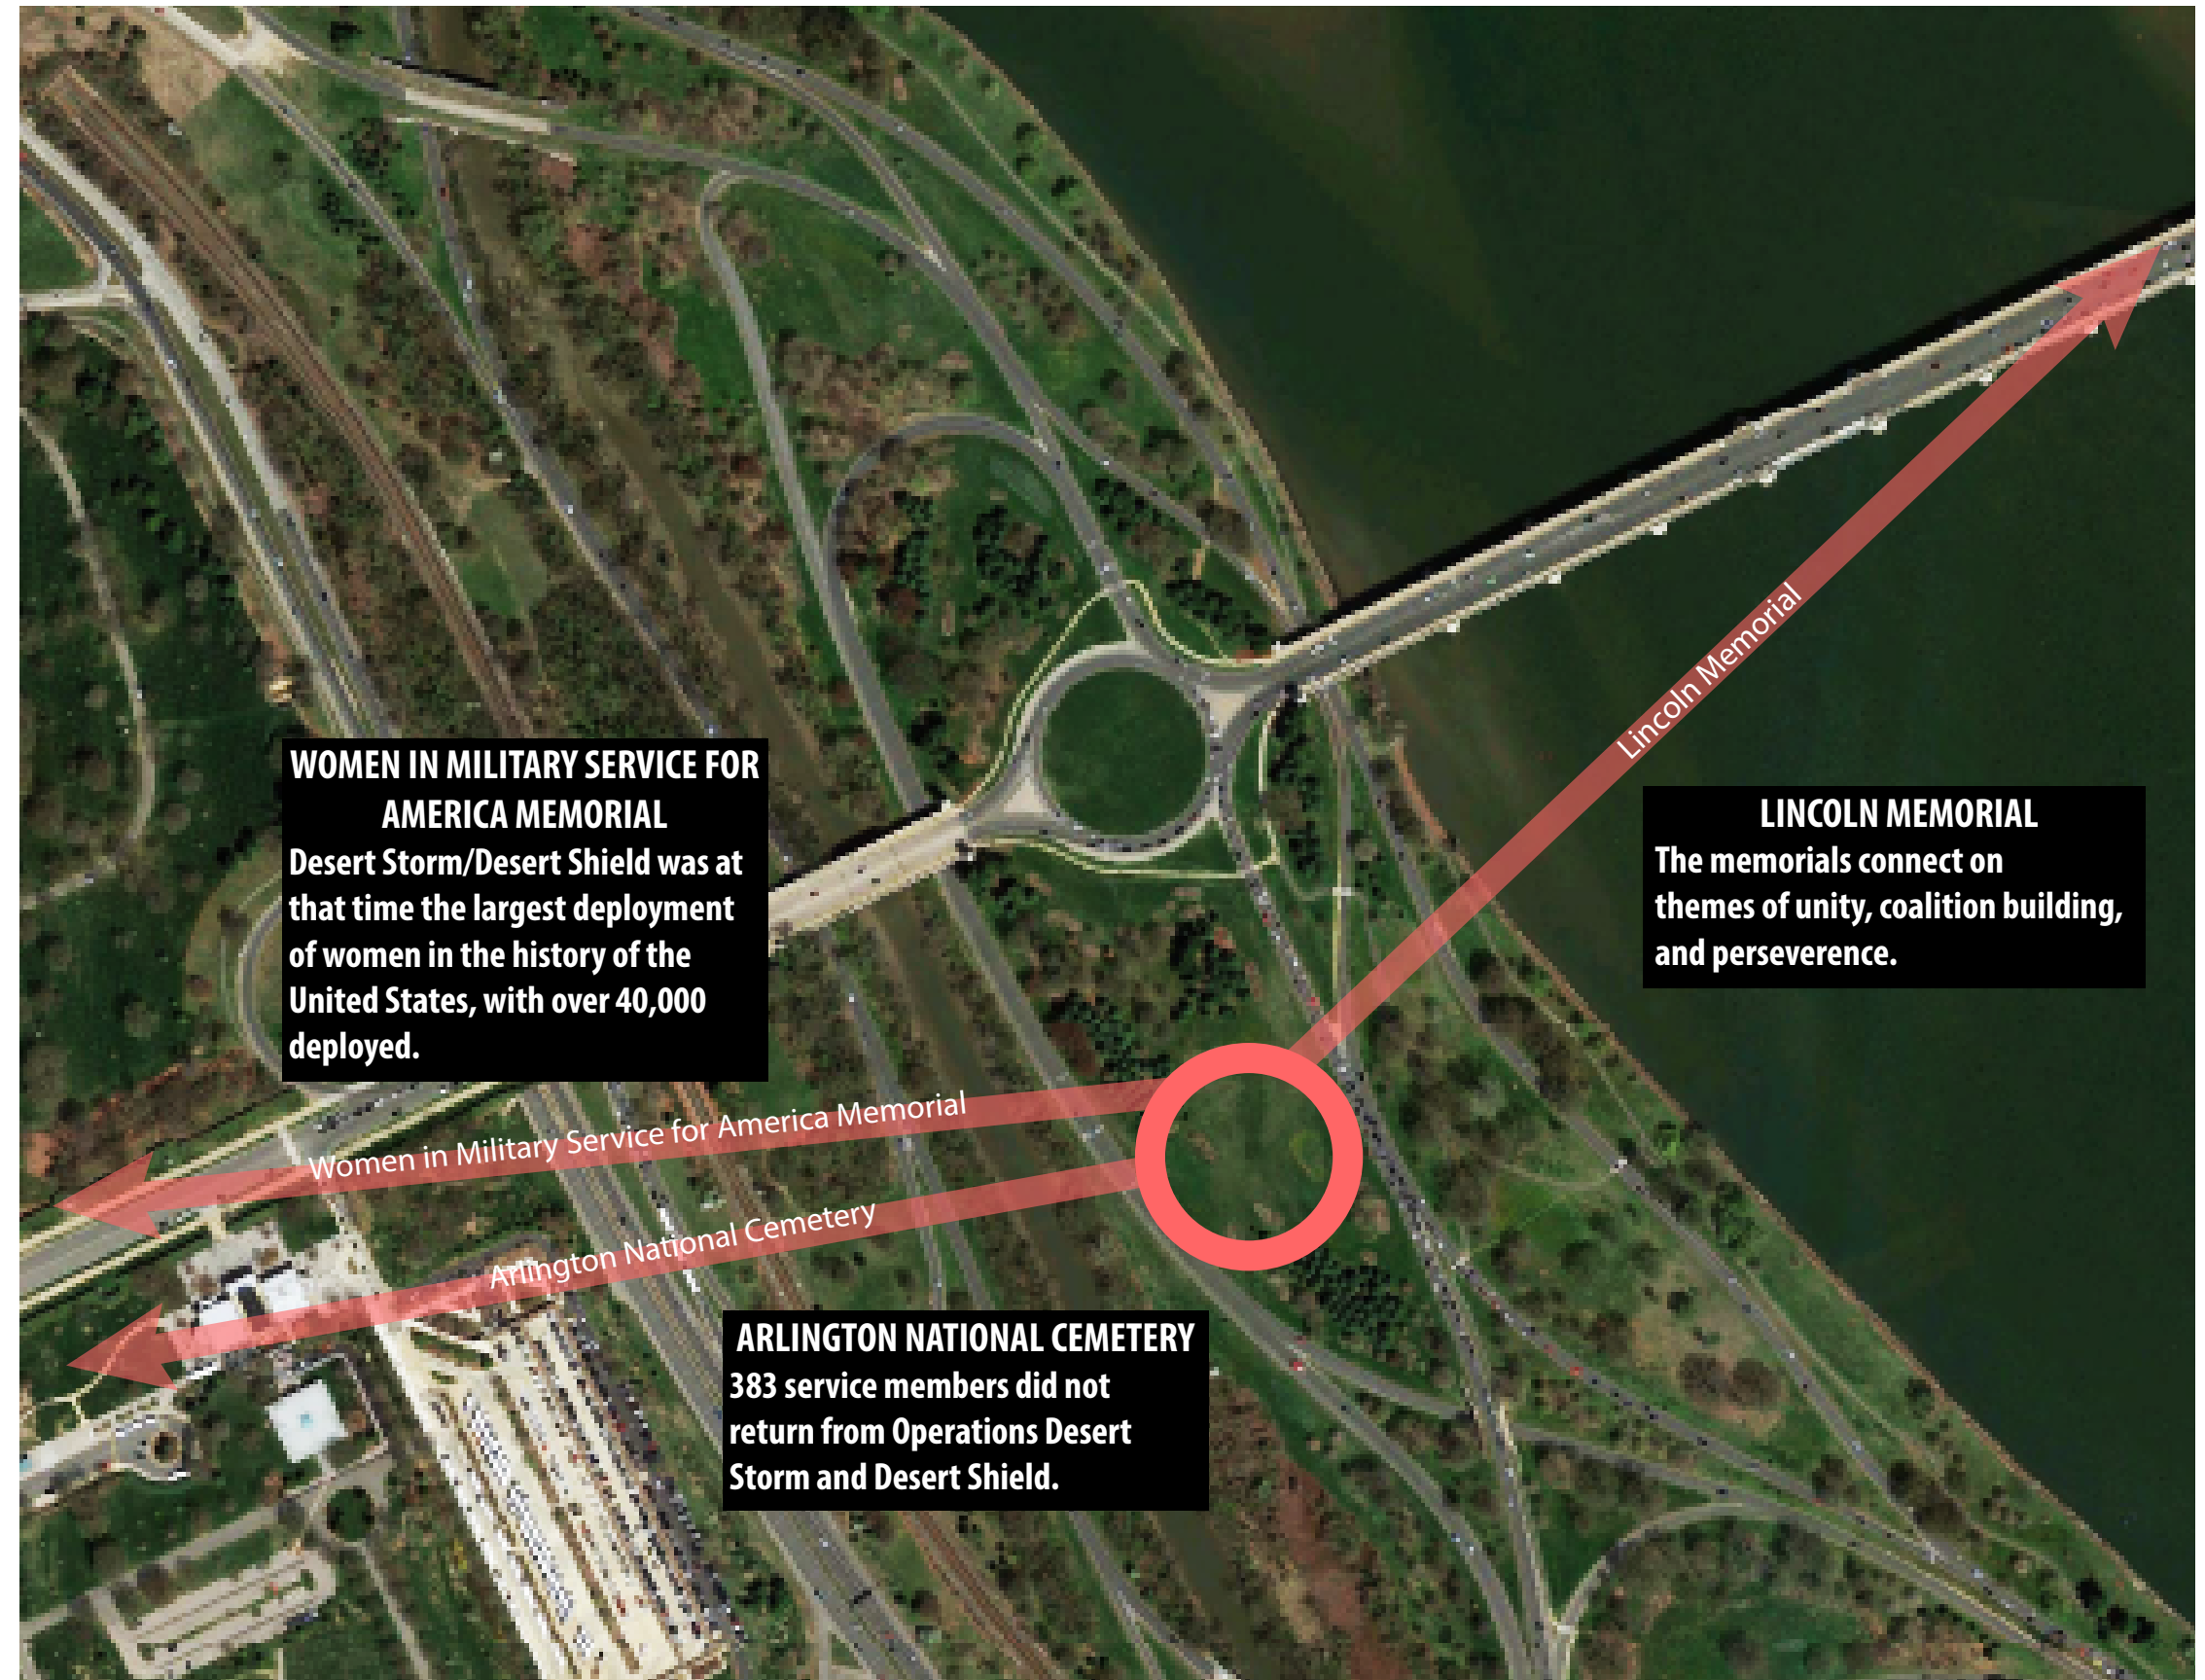 Lincoln Memorial
WOMEN IN MILITARY SERVICE FOR
AMERICA MEMORIAL
Desert Storm/Desert Shield was at
that time the largest deployment
of women in the history of the
United States, with over 40,000
deployed.
LINCOLN MEMORIAL
The memorials connect on
themes of unity, coalition building,
and perseverence.
Women in Military Service for America Memorial
Arlington National Cemetery
ARLINGTON NATIONAL CEMETERY
383 service members did not
return from Operations Desert
Storm and Desert Shield.